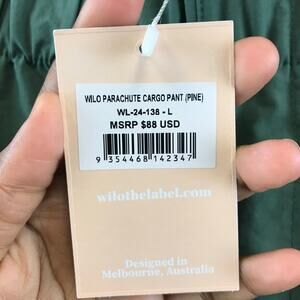 WILO PARACHUTE CARGO PANT (PINE)
WL-24-138 - L
MSRP $88 USD
9 354468 142347
wilothelabel.com
Designed in
Melbourne, Australia